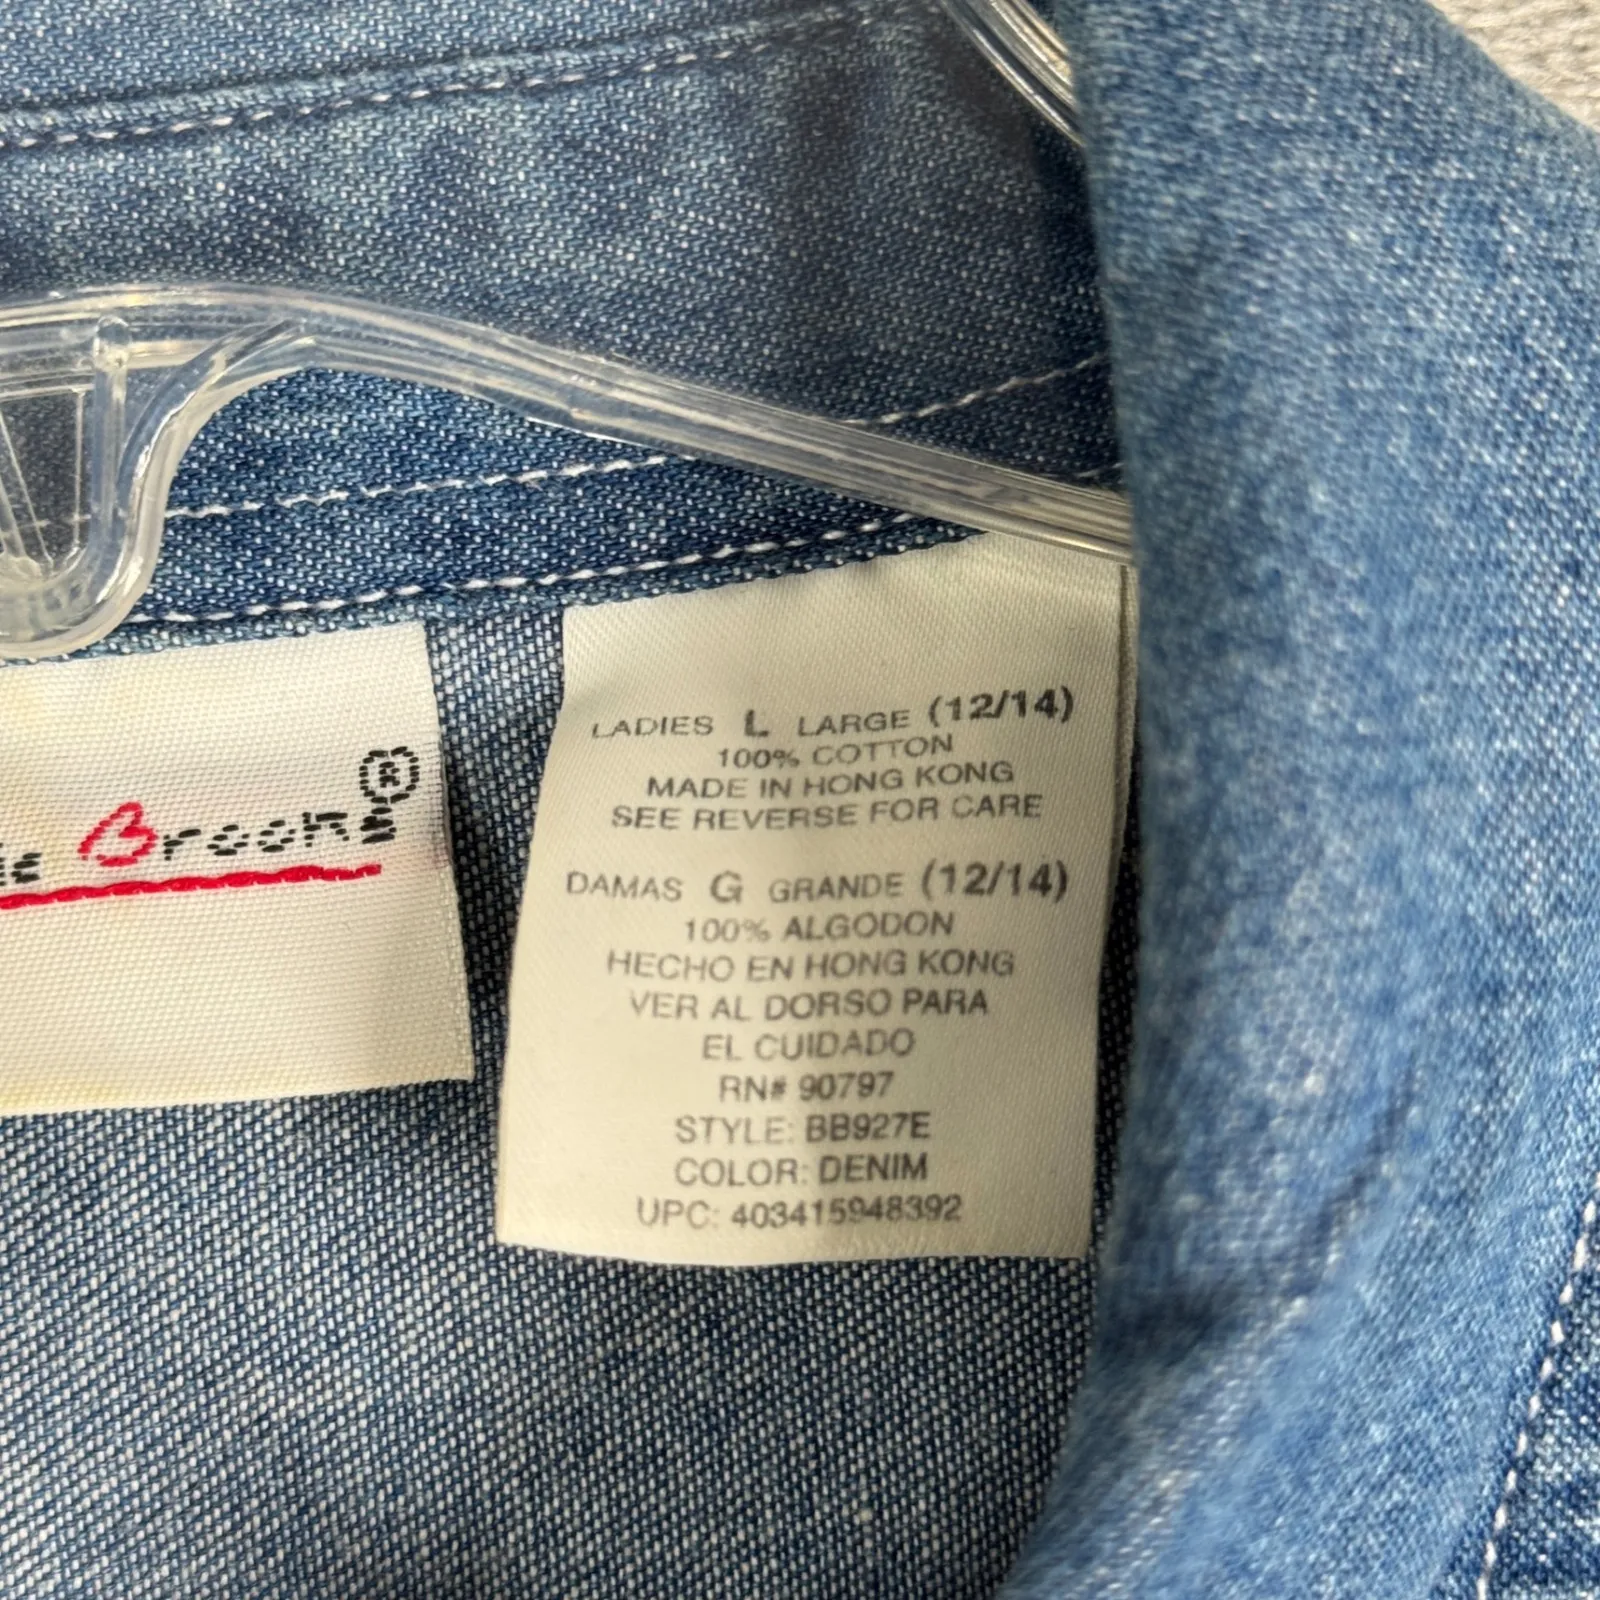 Brooks®
LADIES L LARGE (12/14)
100% COTTON
MADE IN HONG KONG
SEE REVERSE FOR CARE
DAMAS G GRANDE (12/14)
100% ALGODON
HECHO EN HONG KONG
VER AL DORSO PARA
EL CUIDADO
RN# 90797
STYLE: BB927E
COLOR: DENIM
UPC: 403415948392